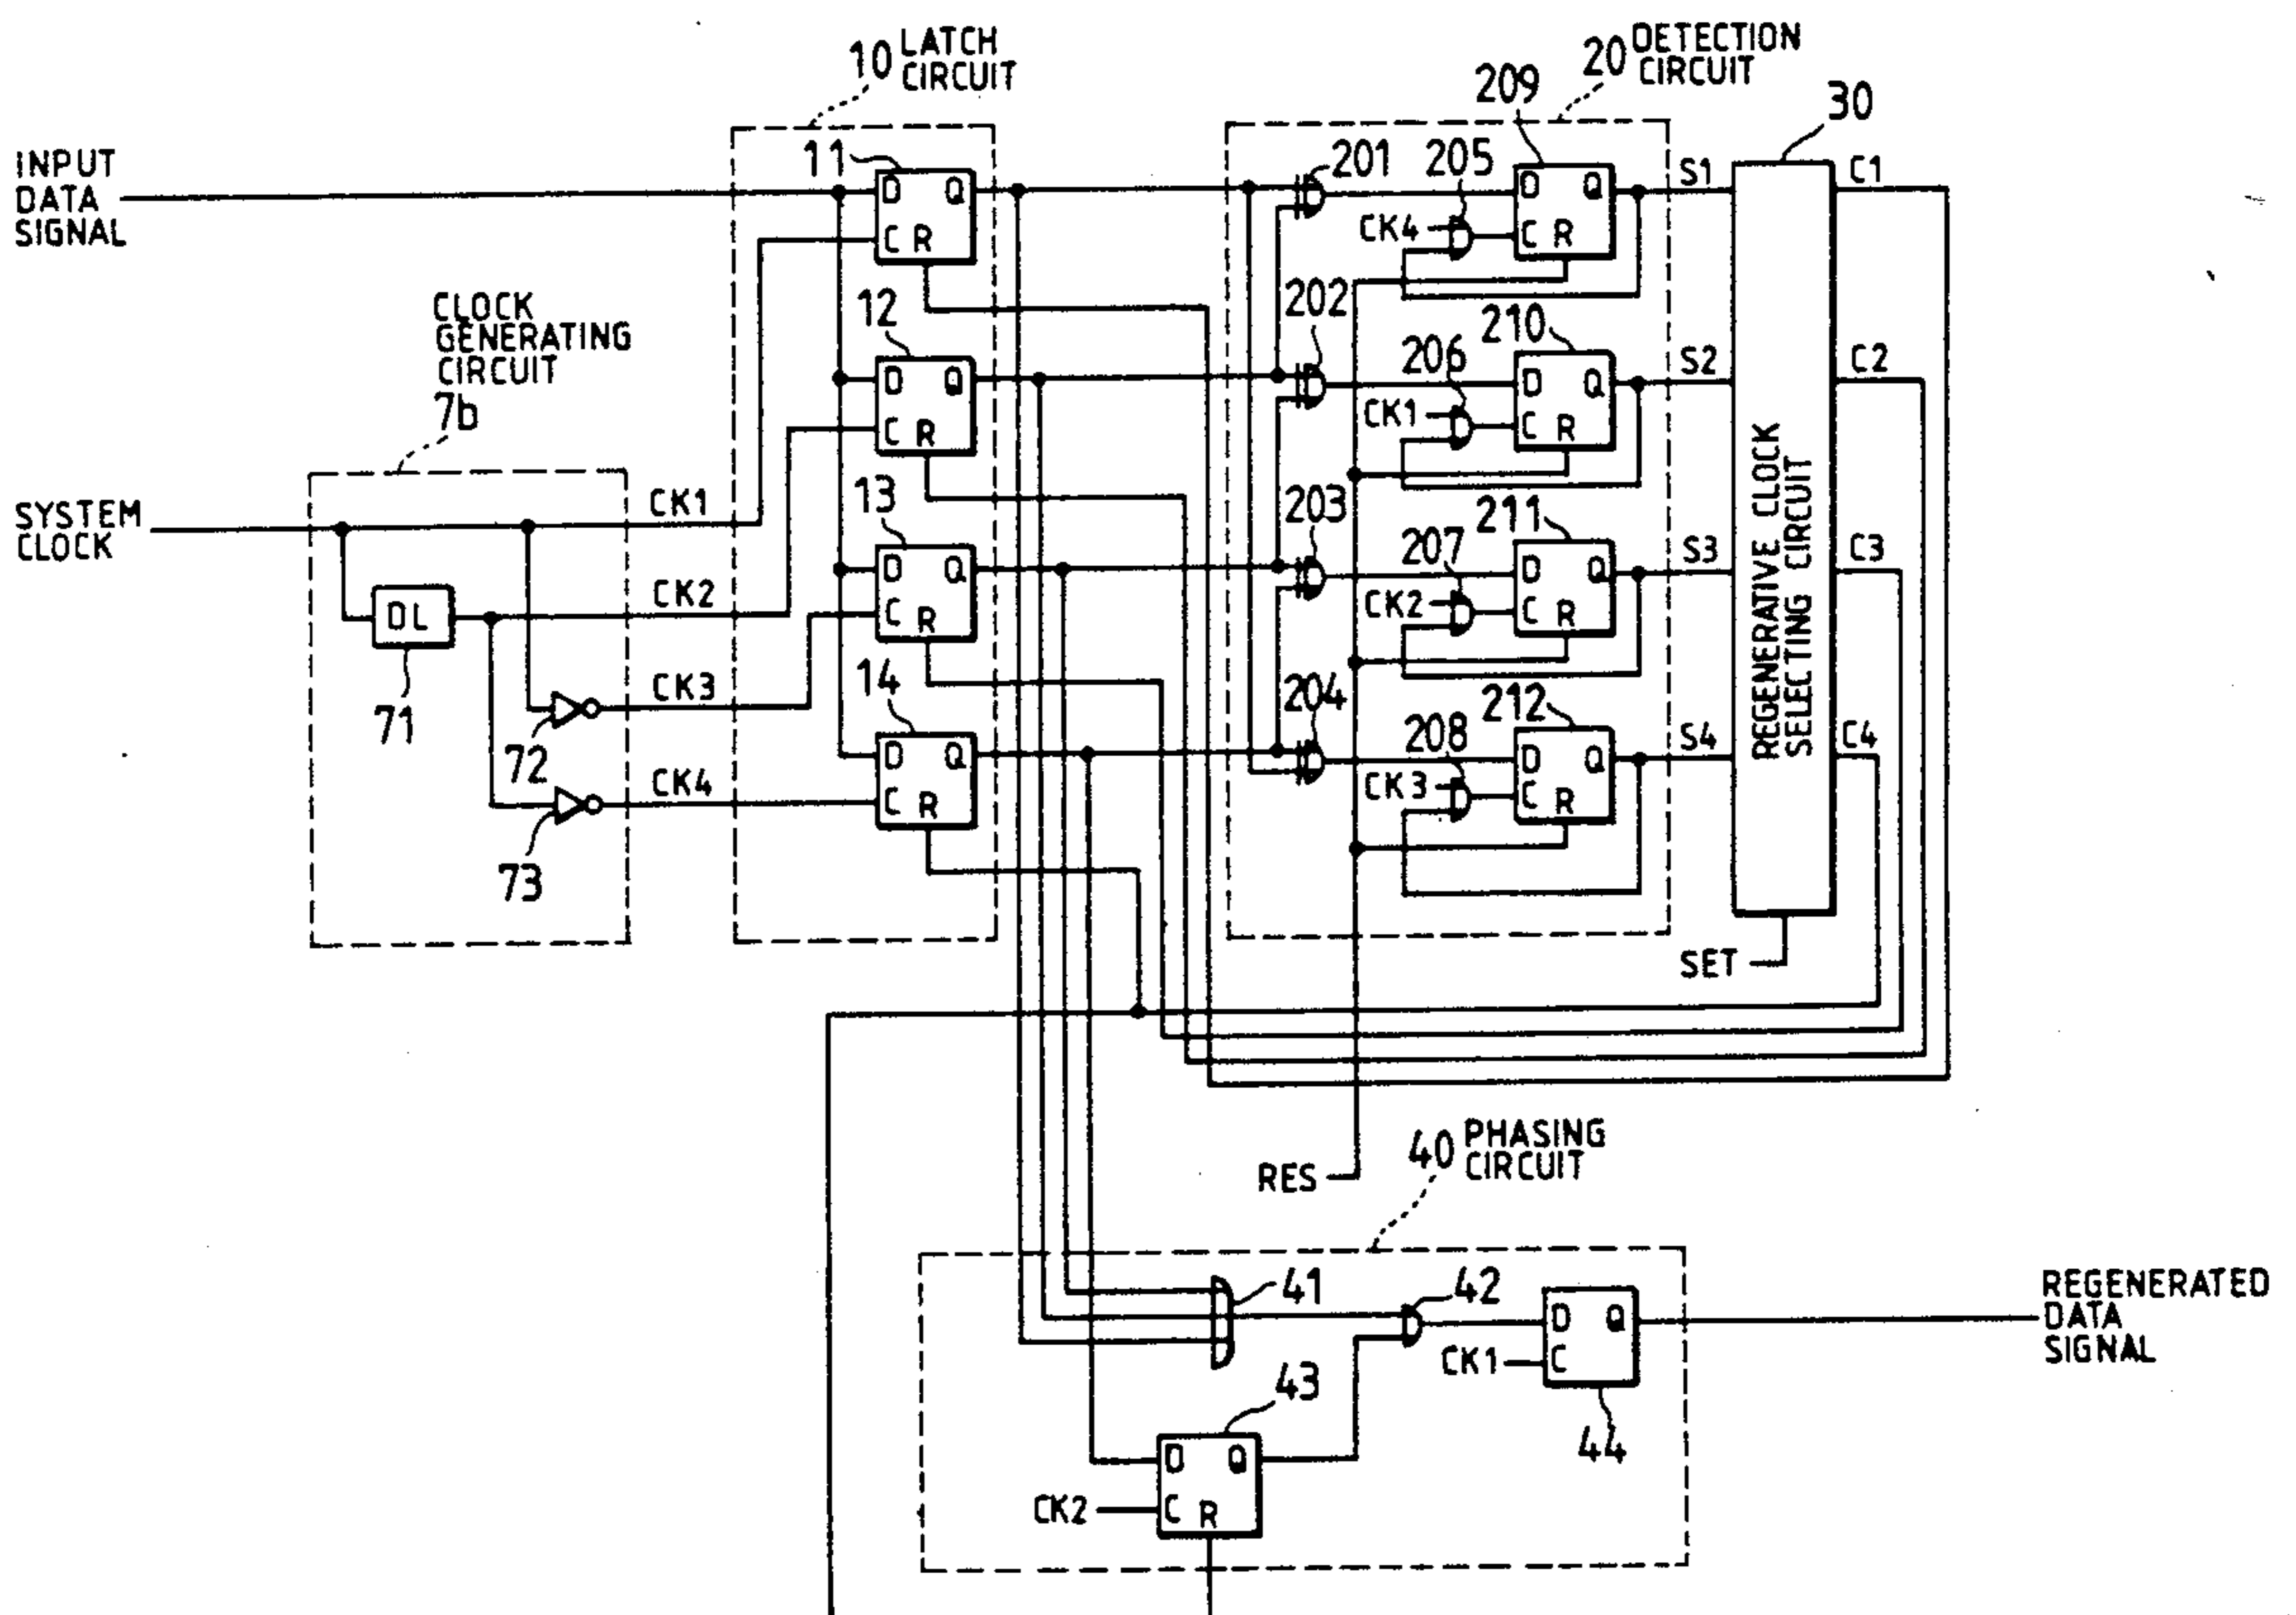 10 LATCH
CIRCUIT
20 DETECTION
CIRCUIT
INPUT
DATA
SIGNAL
11
D Q
C R
201
205
209
CK4
D Q
C R
S1
30
C1
CLOCK
GENERATING
CIRCUIT
7b
12
D Q
C R
202
206
210
CK1
D Q
C R
S2
C2
SYSTEM
CLOCK
CK1
13
D Q
C R
203
207
211
CK2
D Q
C R
S3
REGENERATIVE CLOCK
SELECTING CIRCUIT
C3
DL
71
CK2
72
CK3
14
D Q
C R
204
208
212
CK3
D Q
C R
S4
C4
73
CK4
SET
RES
40 PHASING
CIRCUIT
41
42
D Q
CK1 C
44
REGENERATED
DATA
SIGNAL
43
D Q
CK2 C R